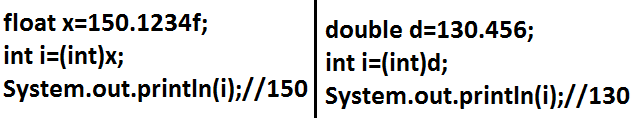 float x=150.1234f;
int i=(int)x;
System.out.println(i);//150
double d=130.456;
int i=(int)d;
System.out.println(i);//130